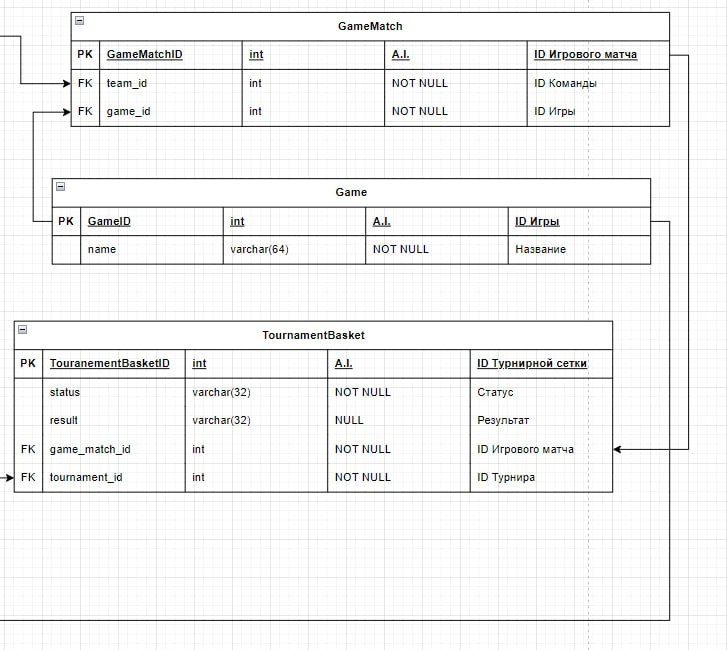 GameMatch
PK GameMatchID int A.I. ID Игрового матча
FK team_id int NOT NULL ID Команды
FK game_id int NOT NULL ID Игры
Game
PK GameID int A.I. ID Игры
name varchar(64) NOT NULL Название
TournamentBasket
PK TouranementBasketID int A.I. ID Турнирной сетки
status varchar(32) NOT NULL Статус
result varchar(32) NULL Результат
FK game_match_id int NOT NULL ID Игрового матча
FK tournament_id int NOT NULL ID Турнира